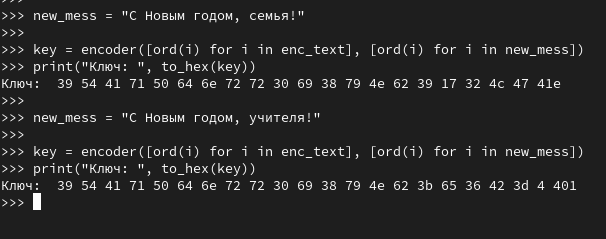 >>>
>>> new_mess = "С Новым годом, семья!"
>>>
>>> key = encoder([ord(i) for i in enc_text], [ord(i) for i in new_mess])
>>> print("Ключ: ", to_hex(key))
Ключ:  39 54 41 71 50 64 6e 72 72 30 69 38 79 4e 62 39 17 32 4c 47 41e
>>>
>>> new_mess = "С Новым годом, учителя!"
>>>
>>> key = encoder([ord(i) for i in enc_text], [ord(i) for i in new_mess])
>>> print("Ключ: ", to_hex(key))
Ключ:  39 54 41 71 50 64 6e 72 72 30 69 38 79 4e 62 3b 65 36 42 3d 4 401
>>>